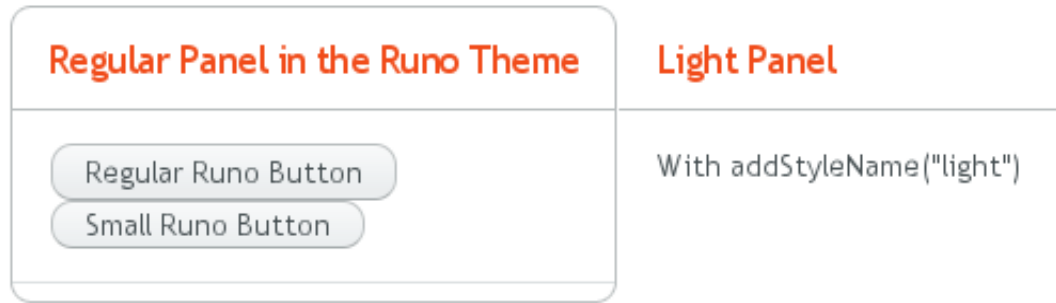 Regular Panel in the Runo Theme
Light Panel
Regular Runo Button
Small Runo Button
With addStyleName("light")